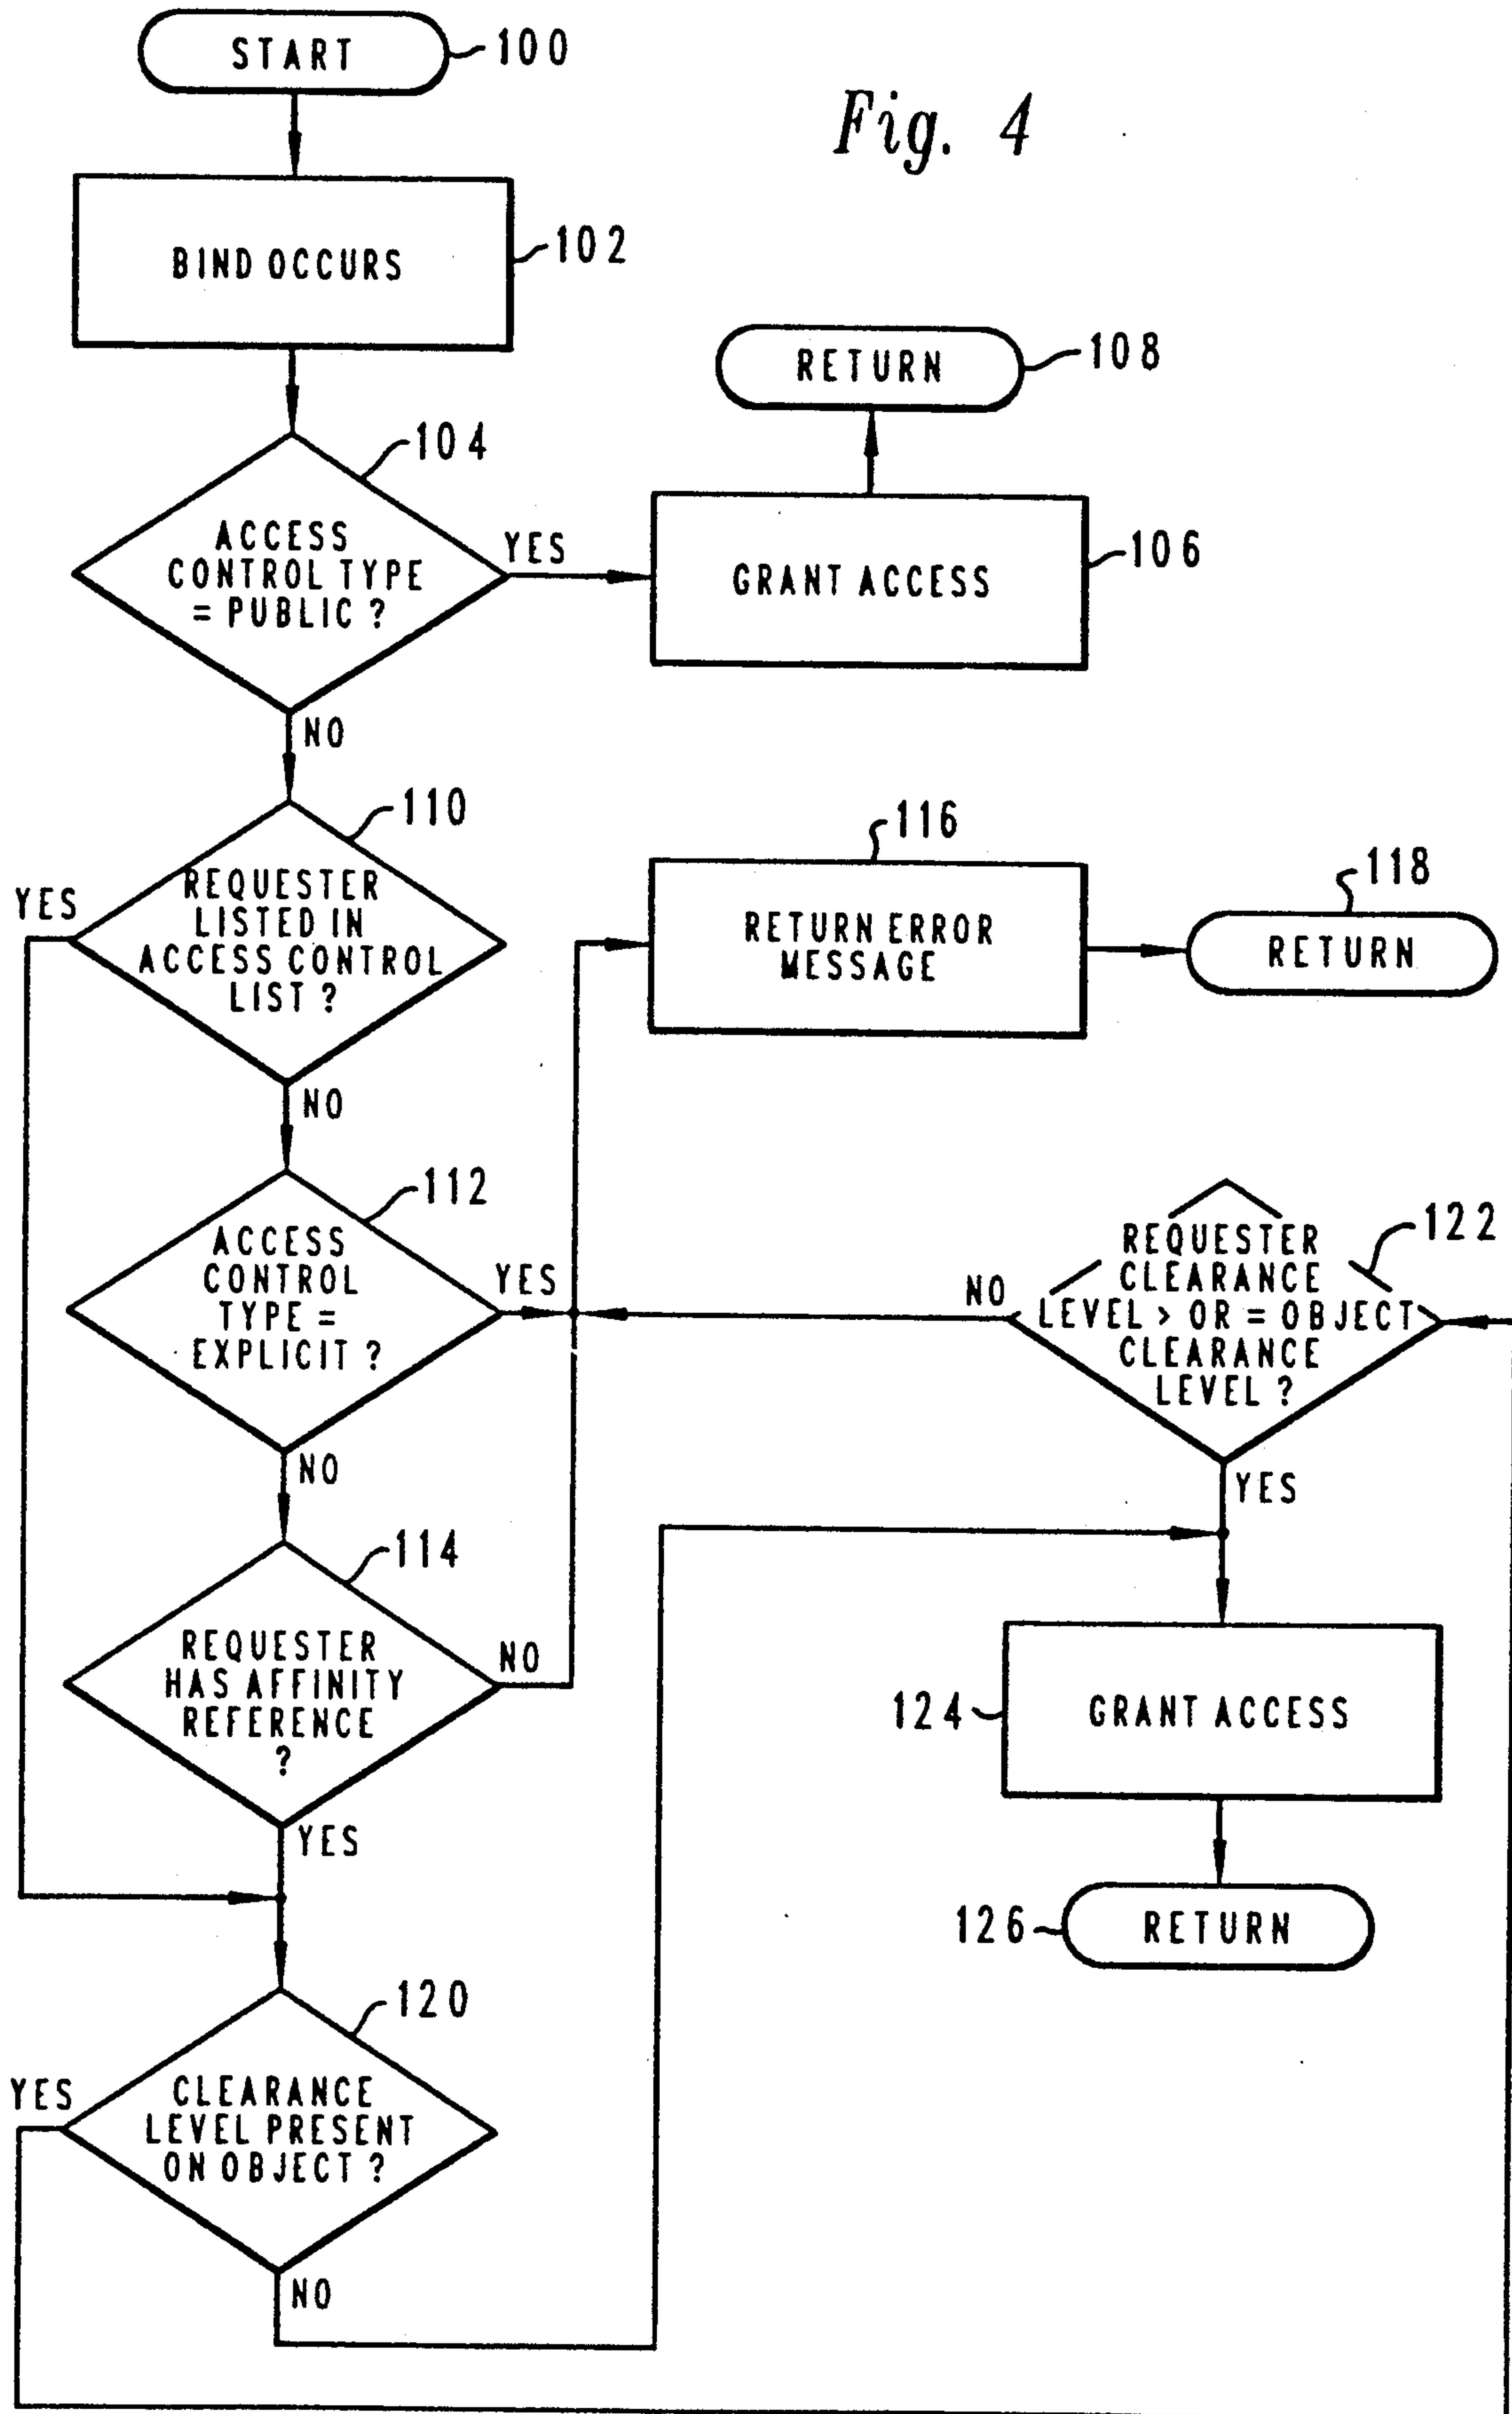 START
100
Fig. 4
BIND OCCURS
102
RETURN
108
104
ACCESS
CONTROL TYPE
= PUBLIC ?
YES
GRANT ACCESS
106
NO
110
YES
REQUESTER
LISTED IN
ACCESS CONTROL
LIST ?
116
RETURN ERROR
MESSAGE
118
RETURN
NO
112
ACCESS
CONTROL
TYPE =
EXPLICIT ?
YES
NO
REQUESTER
CLEARANCE
LEVEL > OR = OBJECT
CLEARANCE
LEVEL ?
122
NO
YES
114
REQUESTER
HAS AFFINITY
REFERENCE
?
NO
124
GRANT ACCESS
YES
126
RETURN
120
YES
CLEARANCE
LEVEL PRESENT
ON OBJECT ?
NO